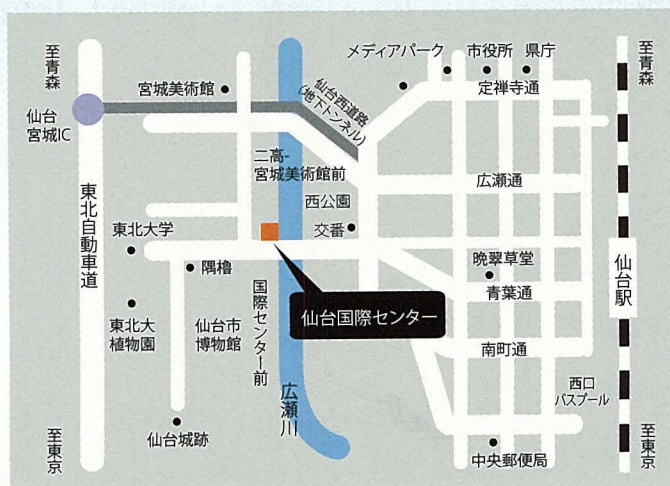 至青森
仙台
宮城IC
東北自動車道
至東京
宮城美術館
仙台西道路
(地下トンネル)
メディアパーク
市役所
県庁
定禅寺通
至青森
二高-
宮城美術館前
広瀬通
西公園
交番
東北大学
隅櫓
晩翠草堂
青葉通
仙台駅
仙台国際センター
東北大
植物園
仙台市
博物館
国際センター前
広瀬川
南町通
西口
バスプール
仙台城跡
中央郵便局
至東京